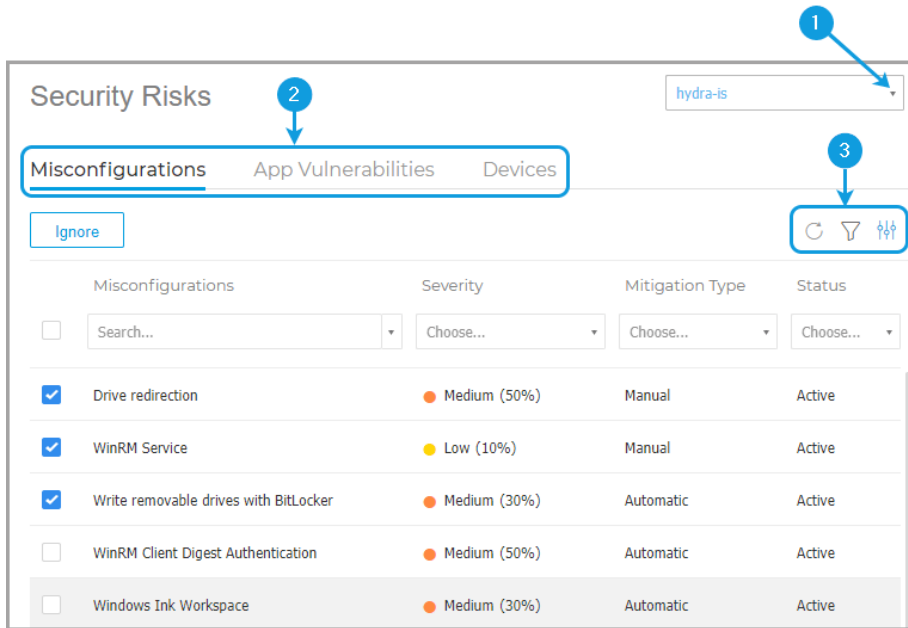 1
Security Risks
2
hydra-is
Misconfigurations App Vulnerabilities Devices
3
Ignore
Misconfigurations Severity Mitigation Type Status
Search... Choose... Choose... Choose...
Drive redirection Medium (50%) Manual Active
WinRM Service Low (10%) Manual Active
Write removable drives with BitLocker Medium (30%) Automatic Active
WinRM Client Digest Authentication Medium (50%) Automatic Active
Windows Ink Workspace Medium (30%) Automatic Active